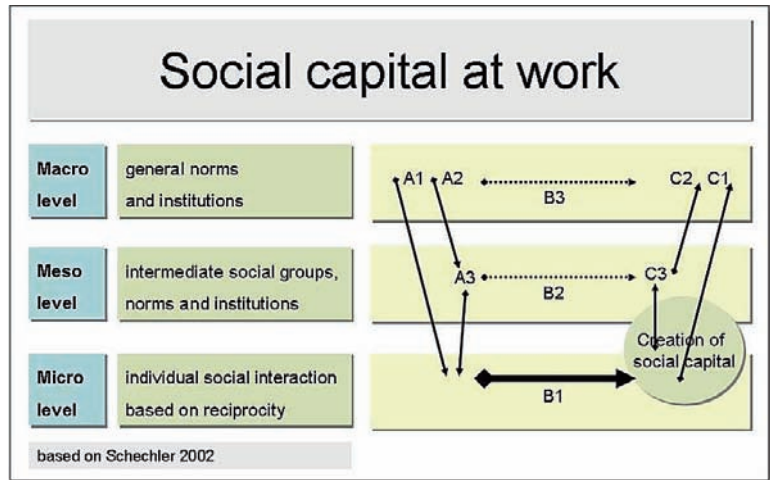 Social capital at work
Macro
level
general norms
and institutions
A1 A2 C2 C1
B3
Meso
level
intermediate social groups,
norms and institutions
A3 C3
B2
Creation of
social capital
Micro
level
individual social interaction
based on reciprocity
B1
based on Schechler 2002